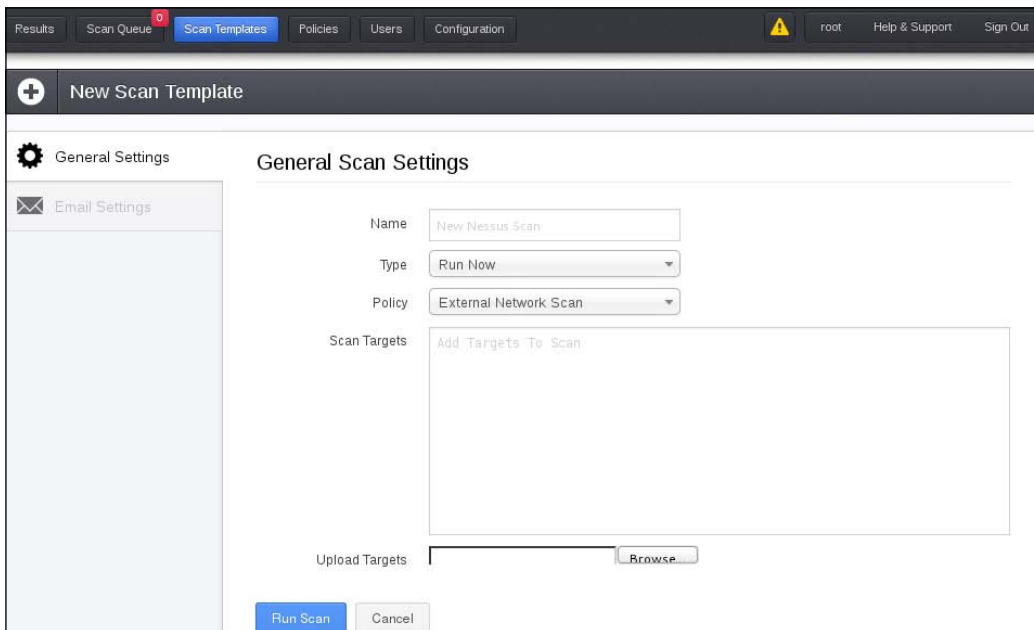 Results Scan Queue 0 Scan Templates Policies Users Configuration root Help & Support Sign Out
New Scan Template
General Settings
Email Settings
General Scan Settings
Name New Nessus Scan
Type Run Now
Policy External Network Scan
Scan Targets Add Targets To Scan
Upload Targets Browse...
Run Scan Cancel